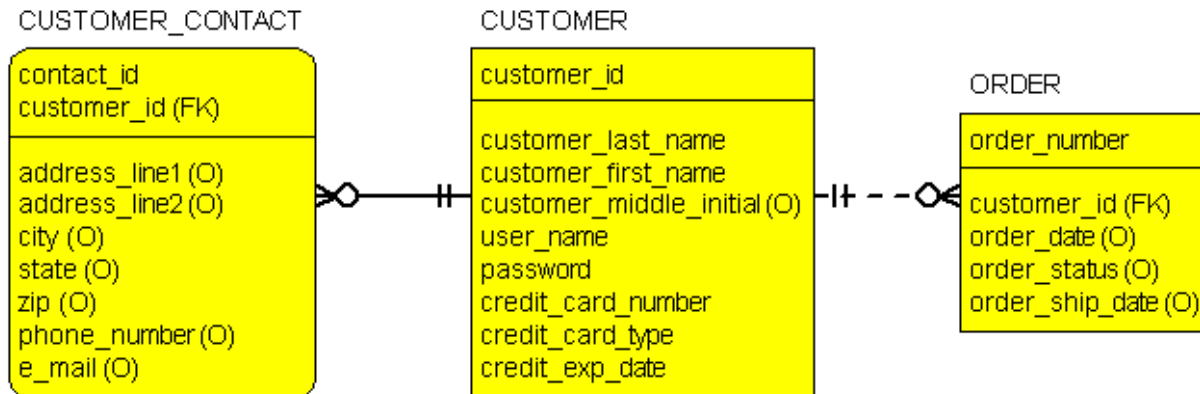 CUSTOMER_CONTACT
contact_id
customer_id (FK)
address_line1 (O)
address_line2 (O)
city (O)
state (O)
zip (O)
phone_number (O)
e_mail (O)
CUSTOMER
customer_id
customer_last_name
customer_first_name
customer_middle_initial (O)
user_name
password
credit_card_number
credit_card_type
credit_exp_date
ORDER
order_number
customer_id (FK)
order_date (O)
order_status (O)
order_ship_date (O)